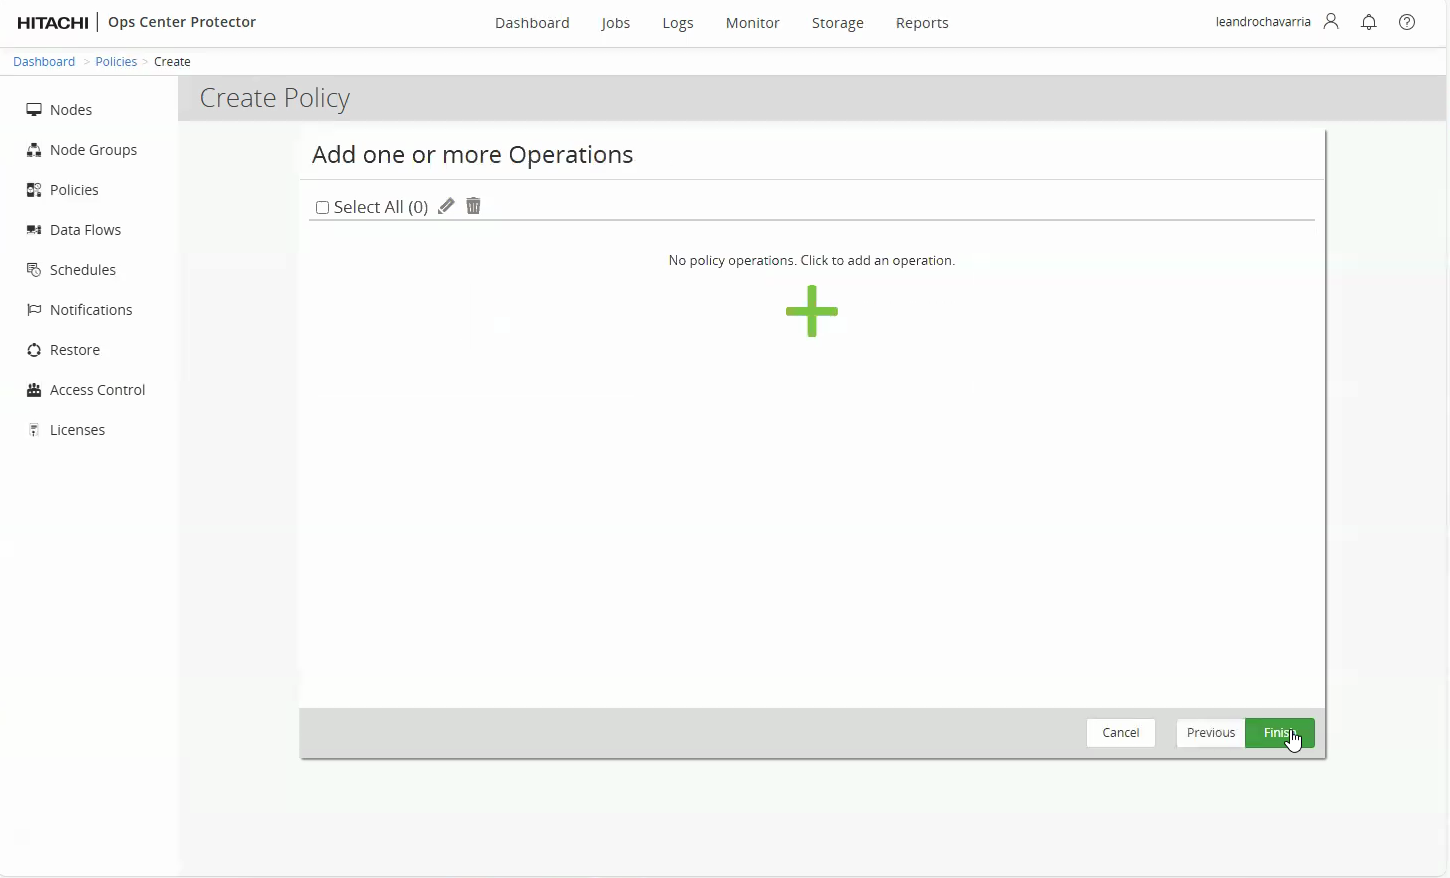 HITACHI Ops Center Protector
Dashboard Jobs Logs Monitor Storage Reports
leandrochavarria
Dashboard > Policies > Create
Nodes
Node Groups
Policies
Data Flows
Schedules
Notifications
Restore
Access Control
Licenses
Create Policy
Add one or more Operations
Select All (0)
No policy operations. Click to add an operation.
Cancel Previous